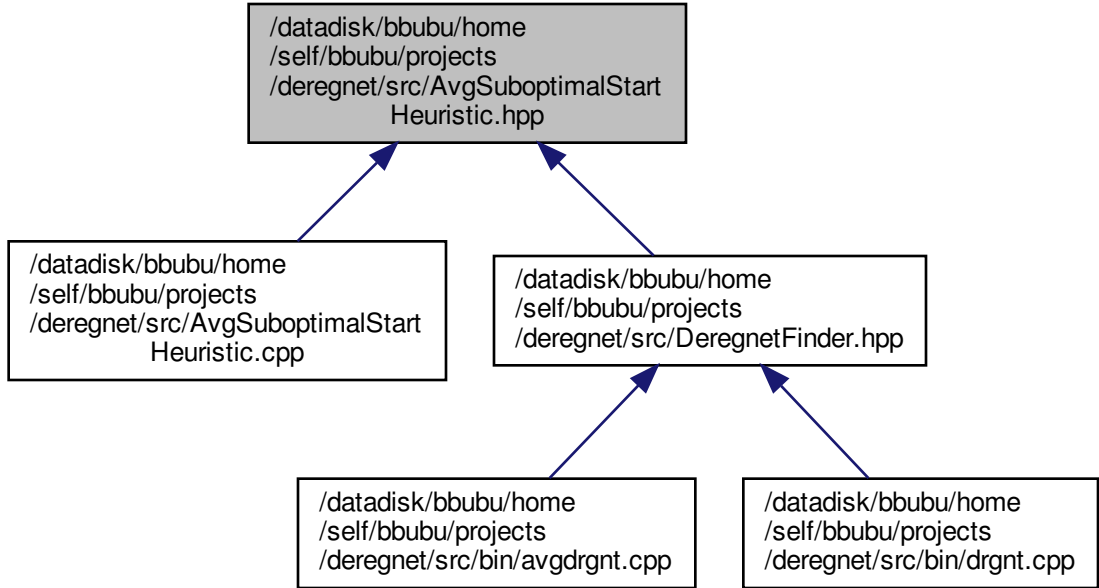 /datadisk/bbubu/home
/self/bbubu/projects
/deregnet/src/AvgSuboptimalStart
Heuristic.hpp
/datadisk/bbubu/home
/self/bbubu/projects
/deregnet/src/AvgSuboptimalStart
Heuristic.cpp
/datadisk/bbubu/home
/self/bbubu/projects
/deregnet/src/DeregnetFinder.hpp
/datadisk/bbubu/home
/self/bbubu/projects
/deregnet/src/bin/avgdrgnt.cpp
/datadisk/bbubu/home
/self/bbubu/projects
/deregnet/src/bin/drgnt.cpp